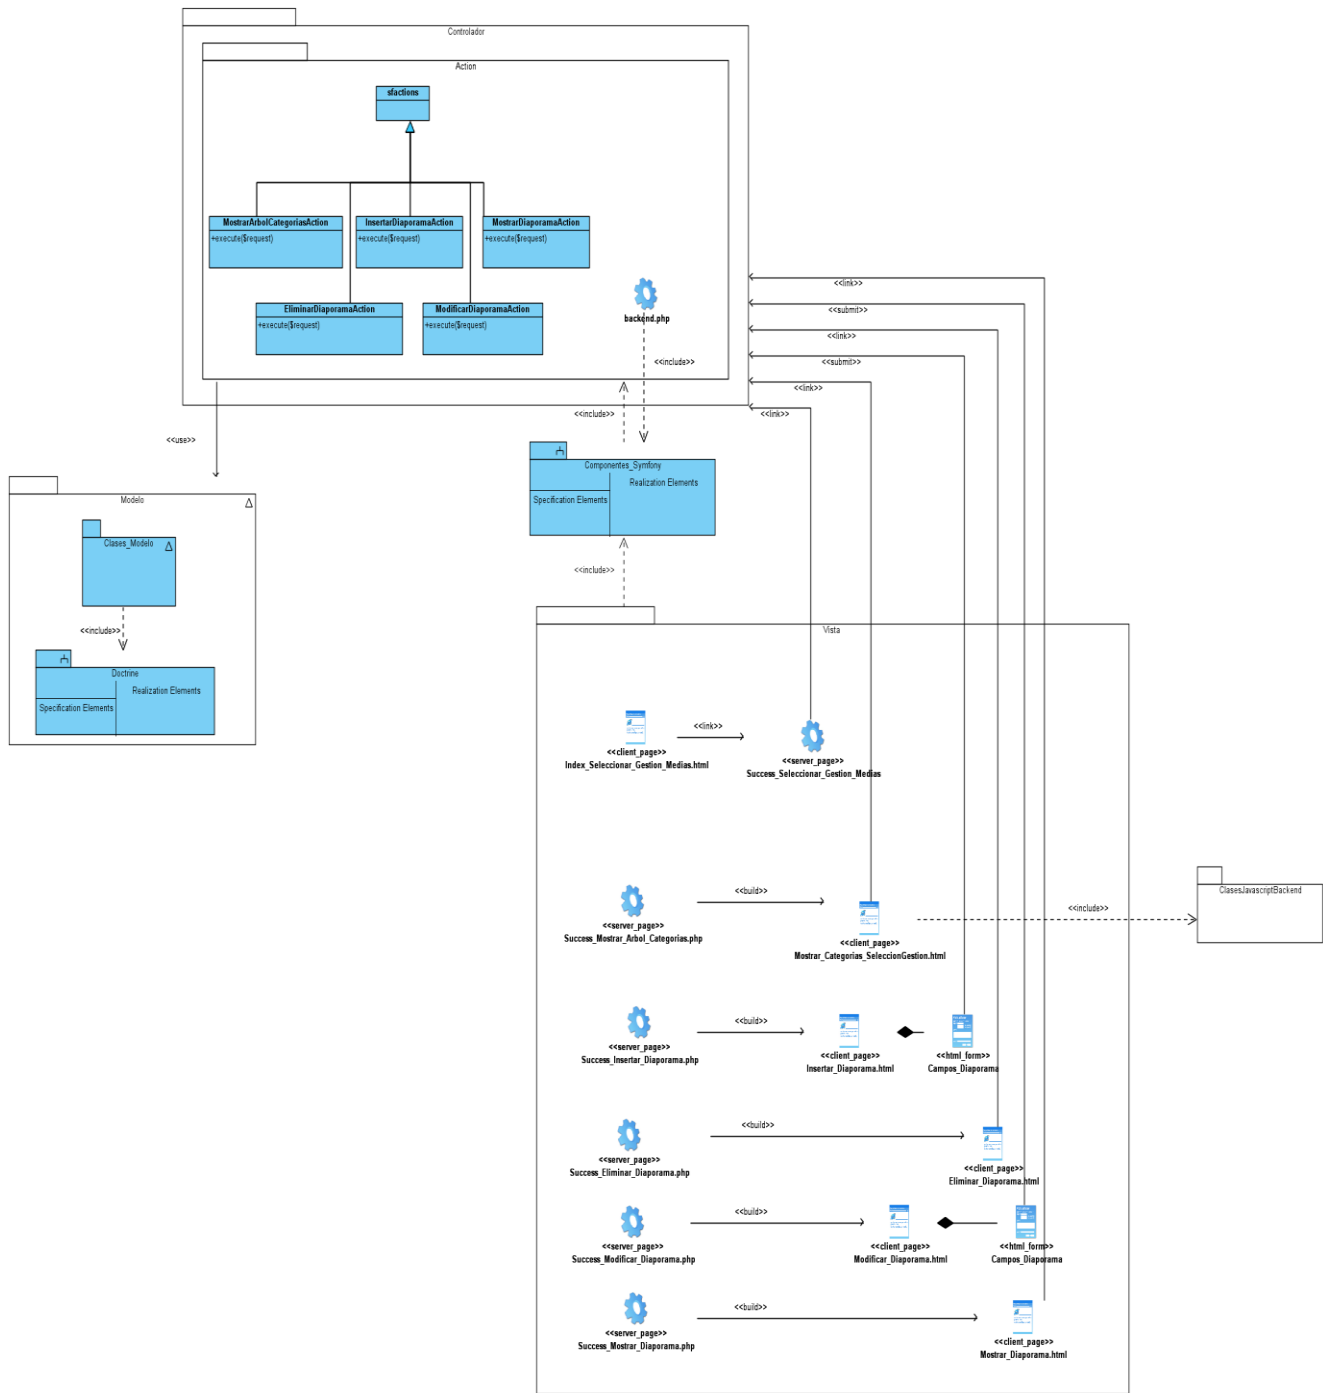 Controlador
Action
sfactions
MostrarArbolCategoriasAction
+execute($request)
InsertarDiaporamaAction
+execute($request)
MostrarDiaporamaAction
+execute($request)
EliminarDiaporamaAction
+execute($request)
ModificarDiaporamaAction
+execute($request)
backend.php
<<include>>
<<link>>
<<submit>>
<<link>>
<<submit>>
<<link>>
<<link>>
<<include>>
<<use>>
Componentes_Symfony
Realization Elements
Specification Elements
Modelo
Clases_Modelo
<<include>>
Doctrine
Realization Elements
Specification Elements
<<include>>
Vista
<<client_page>>
Index_Seleccionar_Gestion_Medias.html
<<link>>
<<server_page>>
Success_Seleccionar_Gestion_Medias
<<server_page>>
Success_Mostrar_Arbol_Categorias.php
<<build>>
<<client_page>>
Mostrar_Categorias_SeleccionGestion.html
<<include>>
ClasesJavascriptBackend
<<server_page>>
Success_Insertar_Diaporama.php
<<build>>
<<client_page>>
Insertar_Diaporama.html
<<html_form>>
Campos_Diaporama
<<server_page>>
Success_Eliminar_Diaporama.php
<<build>>
<<client_page>>
Eliminar_Diaporama.html
<<server_page>>
Success_Modificar_Diaporama.php
<<build>>
<<client_page>>
Modificar_Diaporama.html
<<html_form>>
Campos_Diaporama
<<server_page>>
Success_Mostrar_Diaporama.php
<<build>>
<<client_page>>
Mostrar_Diaporama.html